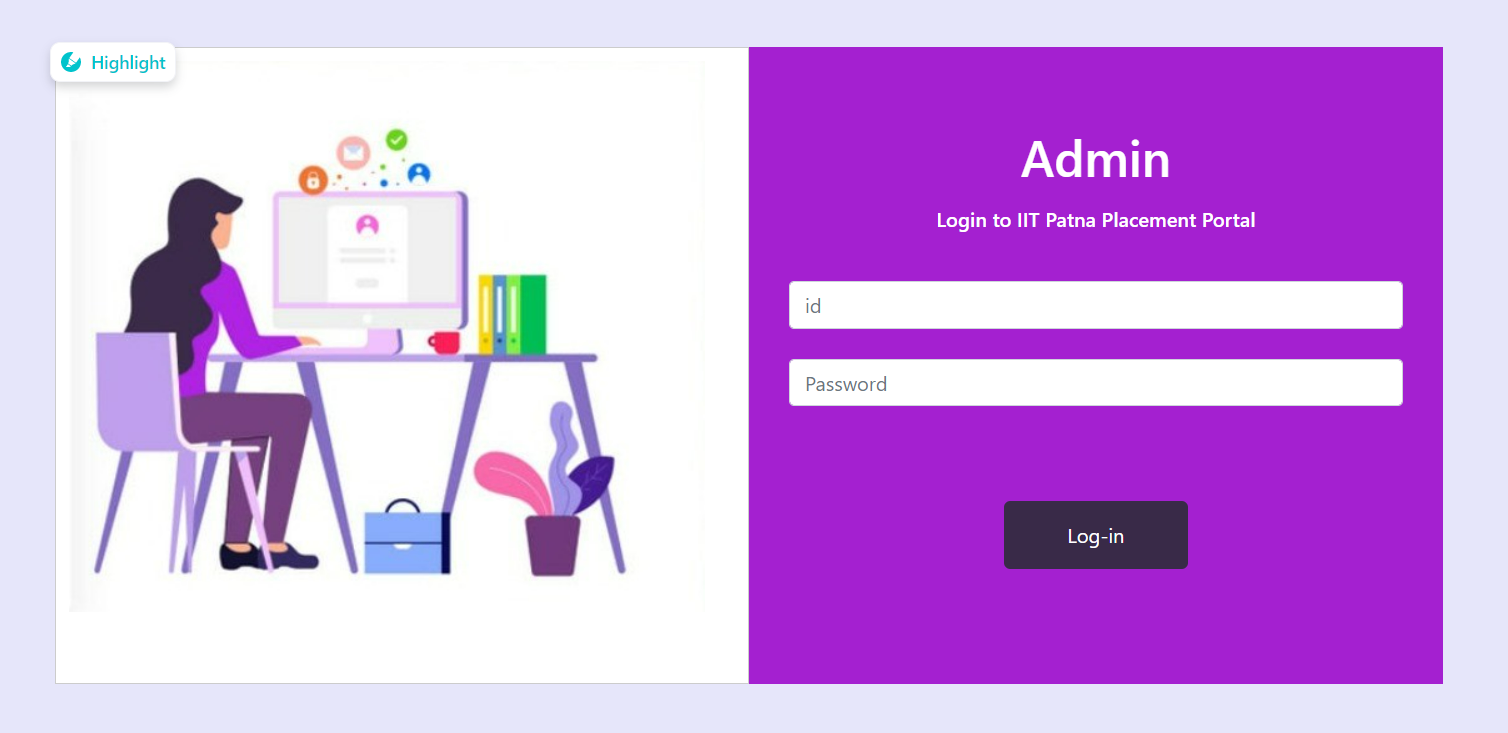 Highlight
Admin
Login to IIT Patna Placement Portal
id
Password
Log-in